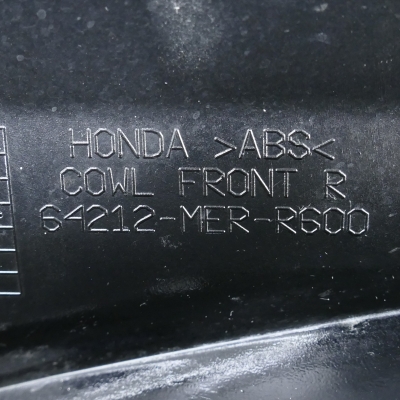 HONDA >ABS<
COWL FRONT R
64212-MER-R600